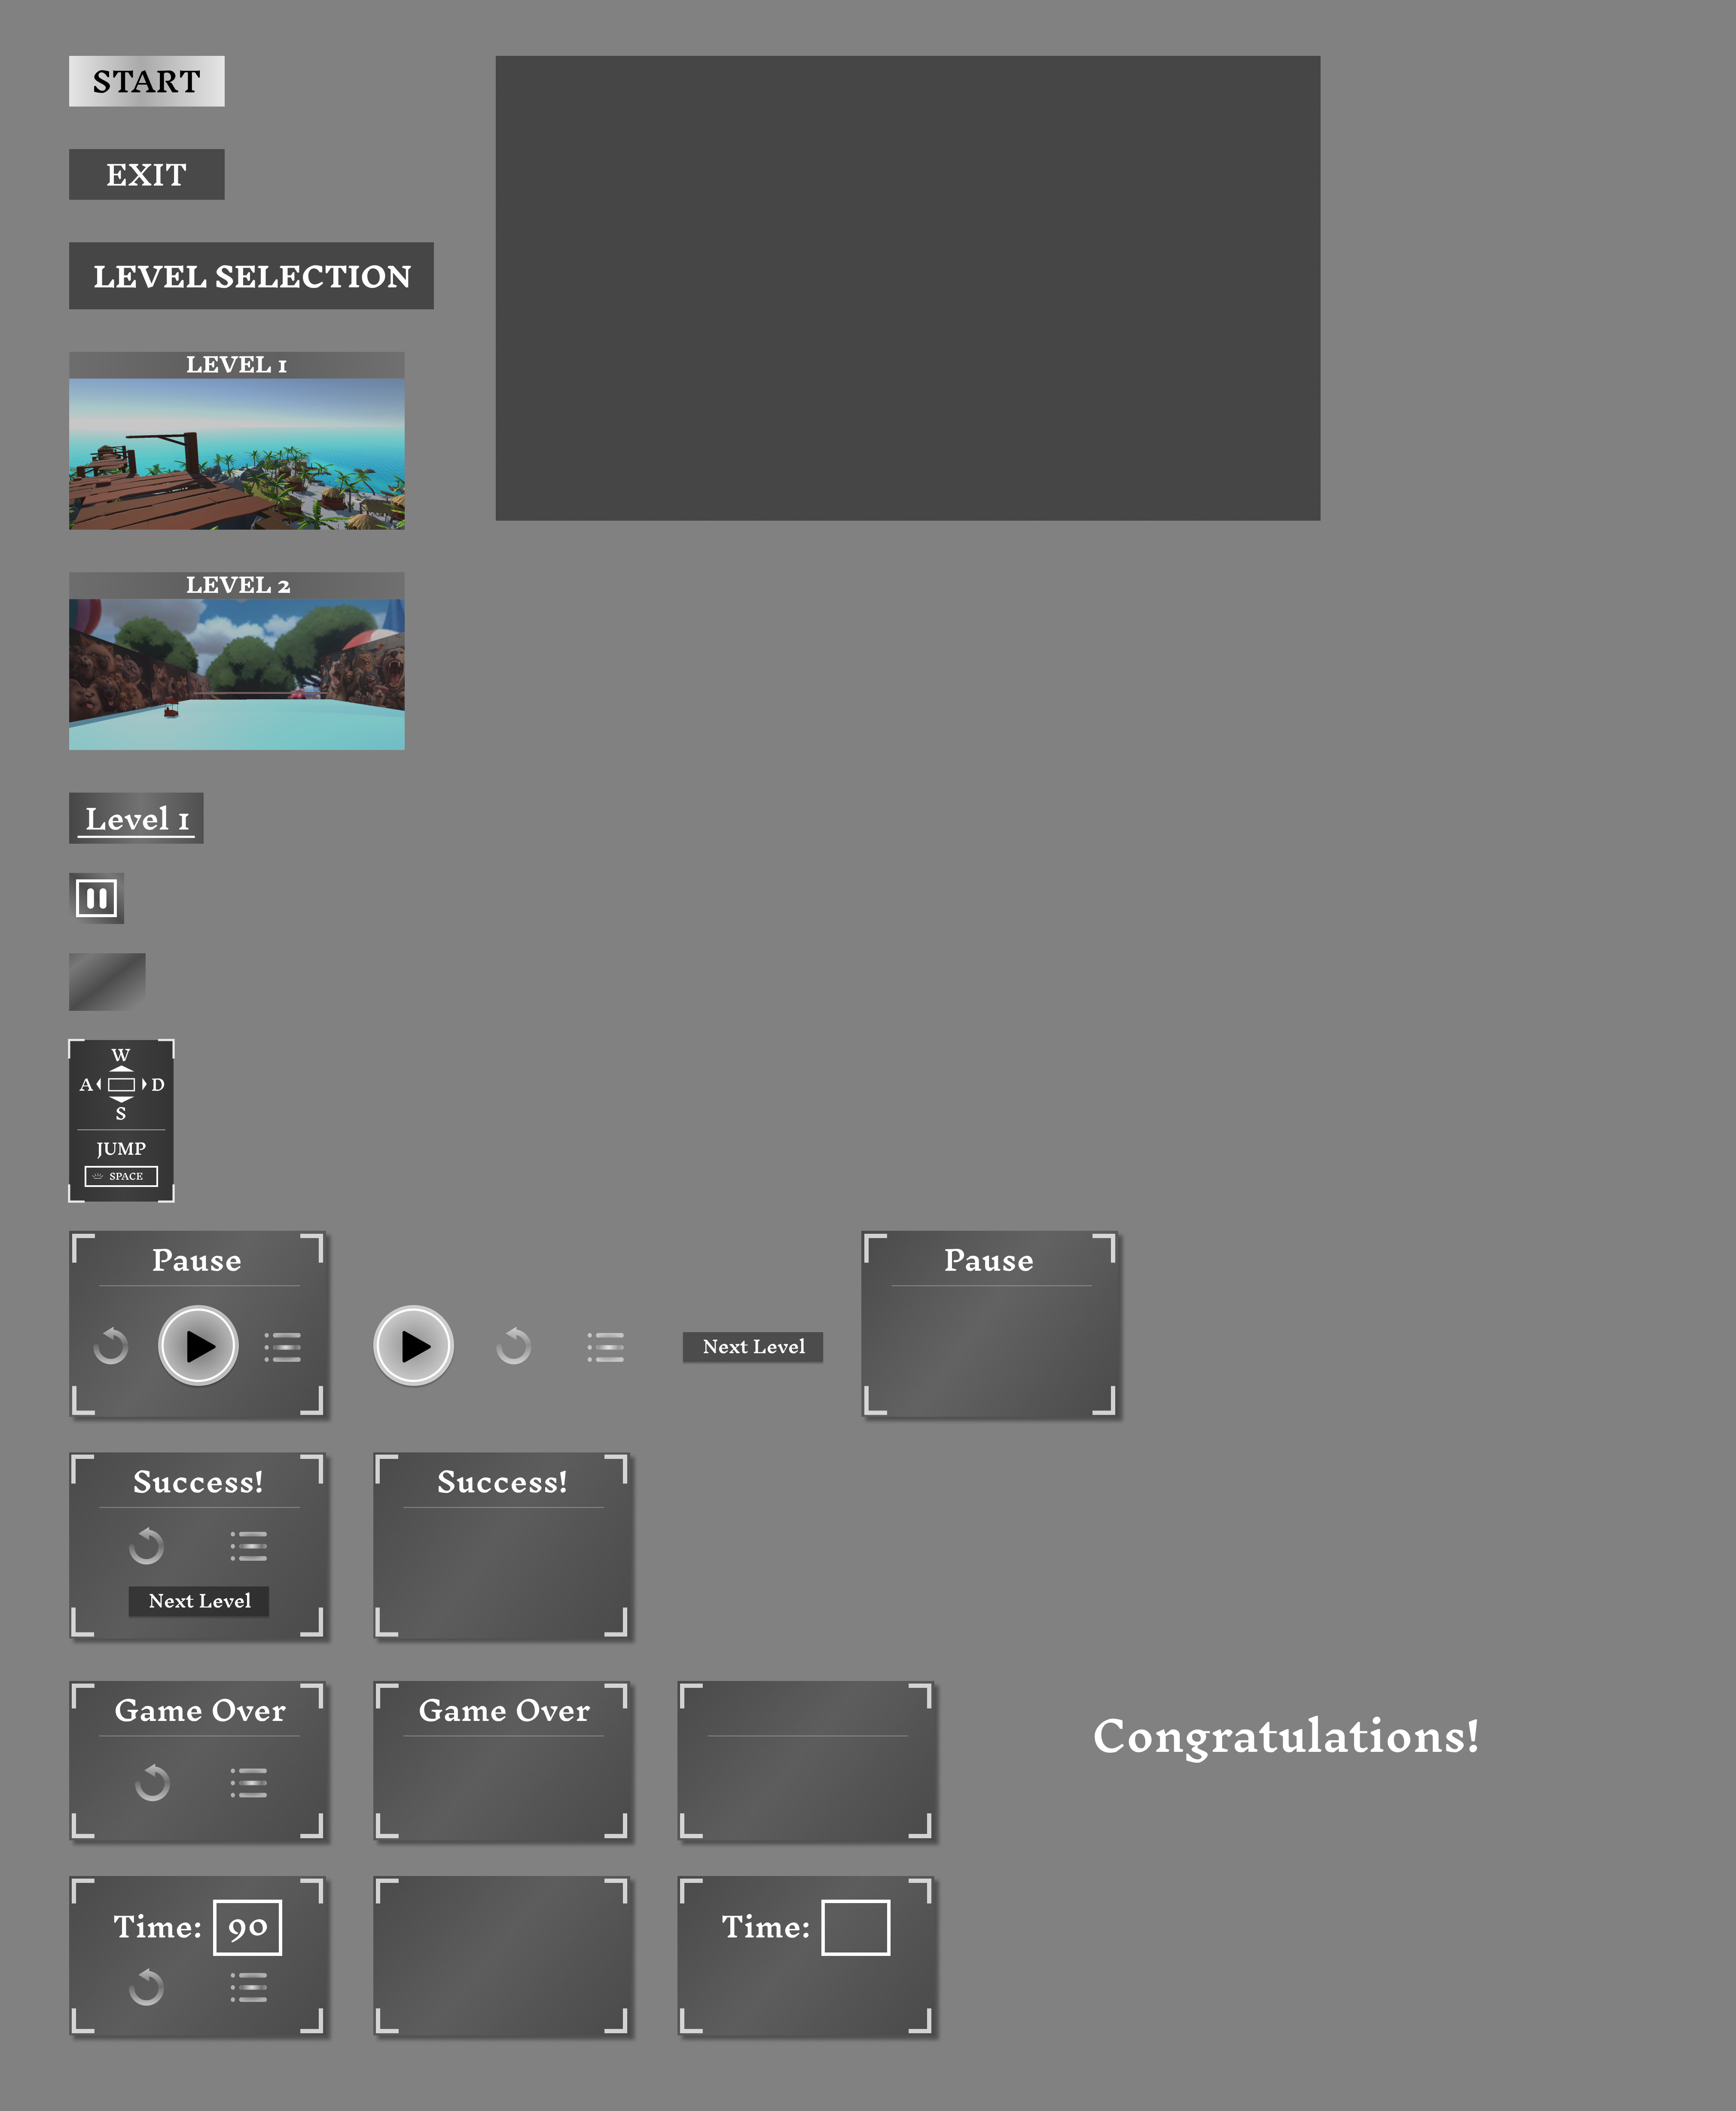 START
EXIT
LEVEL SELECTION
LEVEL 1
LEVEL 2
Level 1
W
A D
S
JUMP
SPACE
Pause
Next Level
Pause
Success!
Next Level
Success!
Game Over
Game Over
Congratulations!
Time: 90
Time: